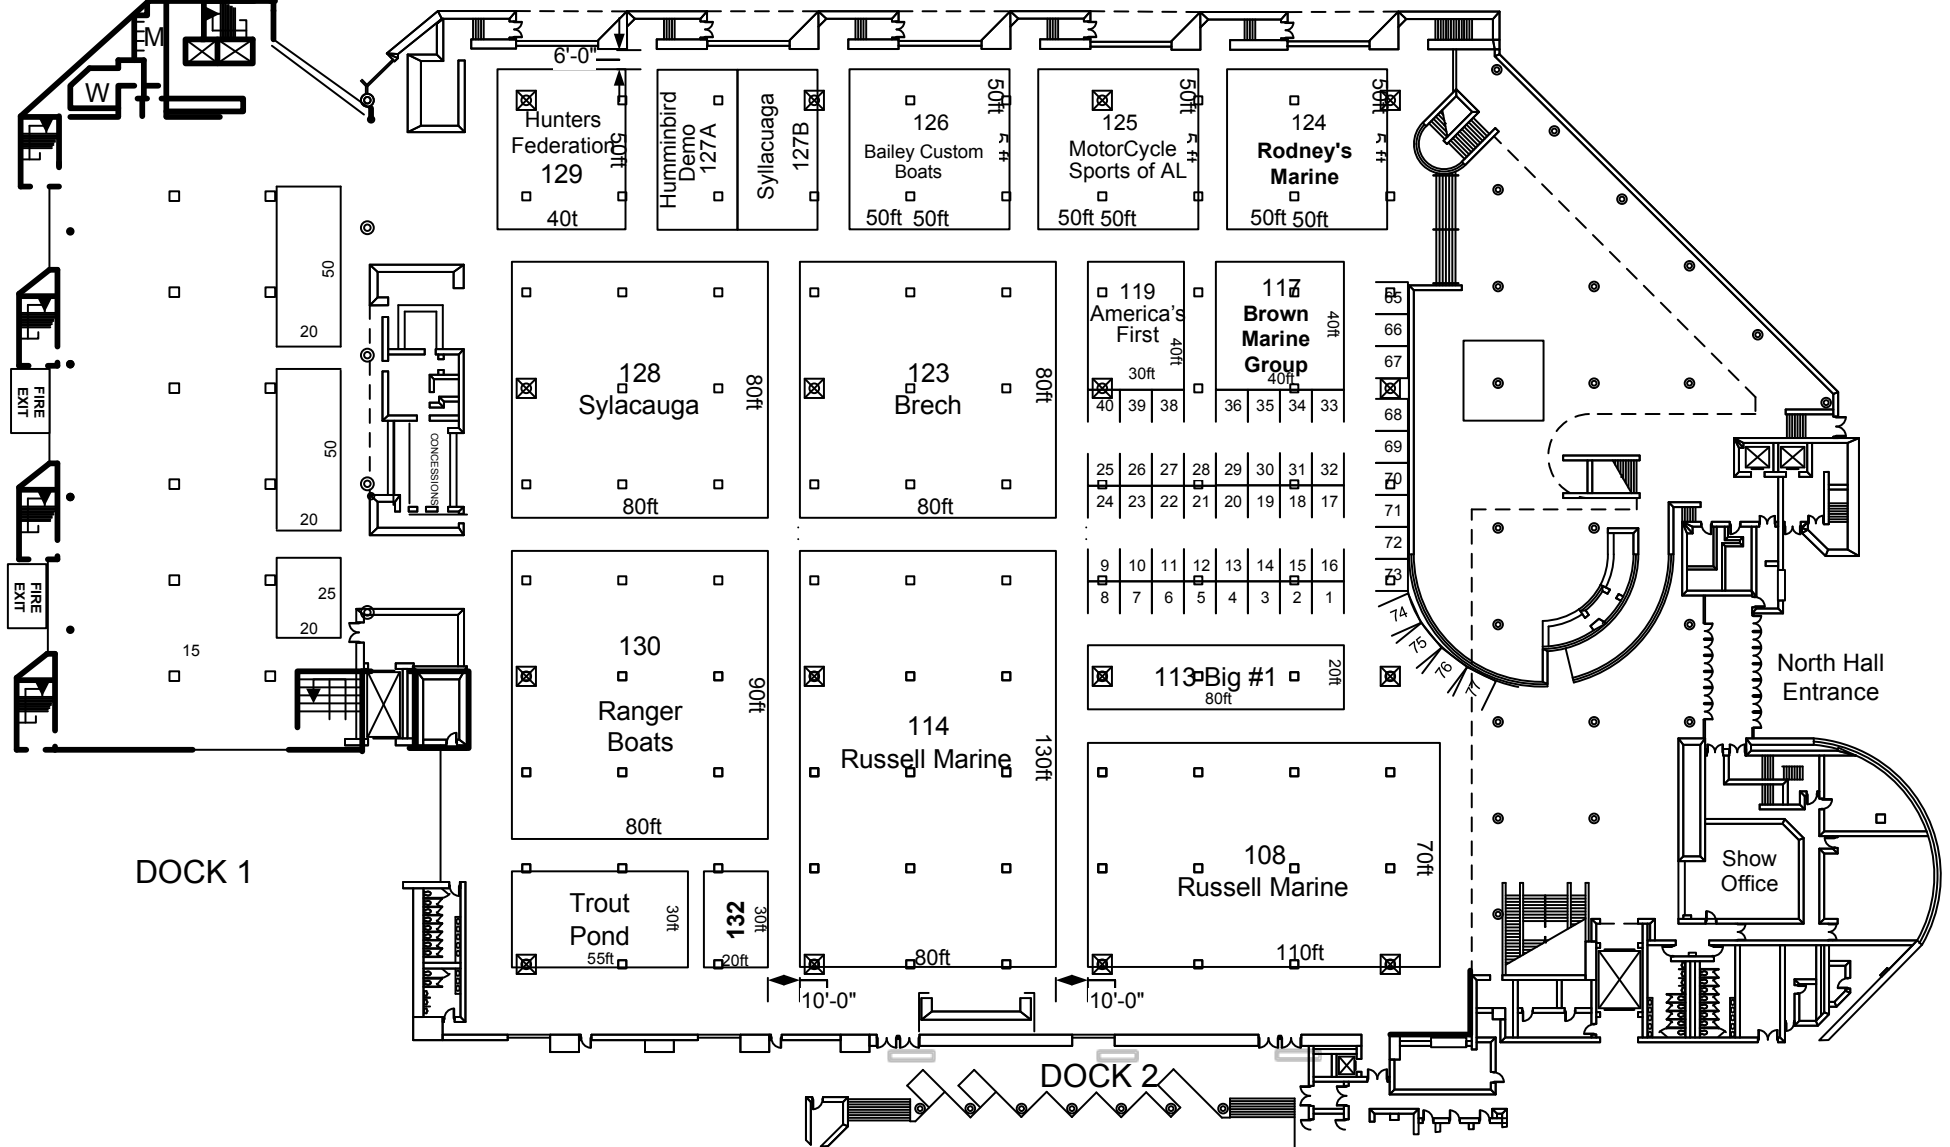 M
W
6'-0"
Hunters
Federation
129
50ft
40t
Humminbird
Demo
127A
Syllacuaga
127B
50ft
126
Bailey Custom
Boats
5 ft
50ft 50ft
50ft
125
MotorCycle
Sports of AL
5 ft
50ft 50ft
50ft
124
Rodney's
Marine
5 ft
50ft 50ft
50
20
50
20
25
20
15
FIRE
EXIT
FIRE
EXIT
CONCESSIONS
128
Sylacauga
80ft
80ft
123
Brech
80ft
80ft
119
America's
First
40ft
30ft
117
Brown
Marine
Group
40ft
40ft
65
66
67
68
69
70
71
72
73
74
75
76
77
40 39 38 36 35 34 33
25 26 27 28 29 30 31 32
24 23 22 21 20 19 18 17
9 10 11 12 13 14 15 16
8 7 6 5 4 3 2 1
130
Ranger
Boats
90ft
80ft
114
Russell Marine
130ft
80ft
113 Big #1
80ft
20ft
108
Russell Marine
70ft
110ft
Trout
Pond
55ft
30ft
132
30ft
20ft
10'-0"
10'-0"
North Hall
Entrance
Show
Office
DOCK 1
DOCK 2